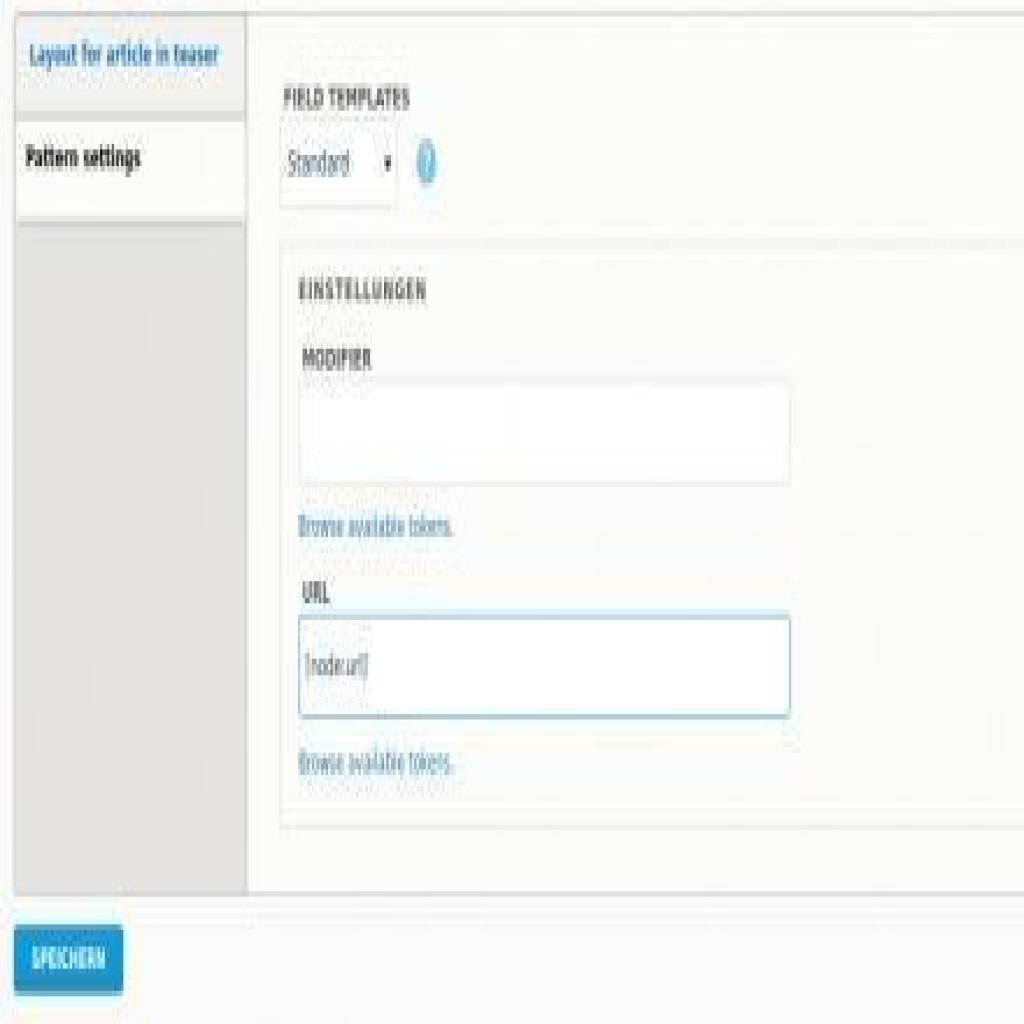 Layout for article in teaser
Pattern settings
FIELD TEMPLATES
Standard
?
EINSTELLUNGEN
MODIFIER
Browse available tokens.
URL
[node:url]
Browse available tokens.
SPEICHERN